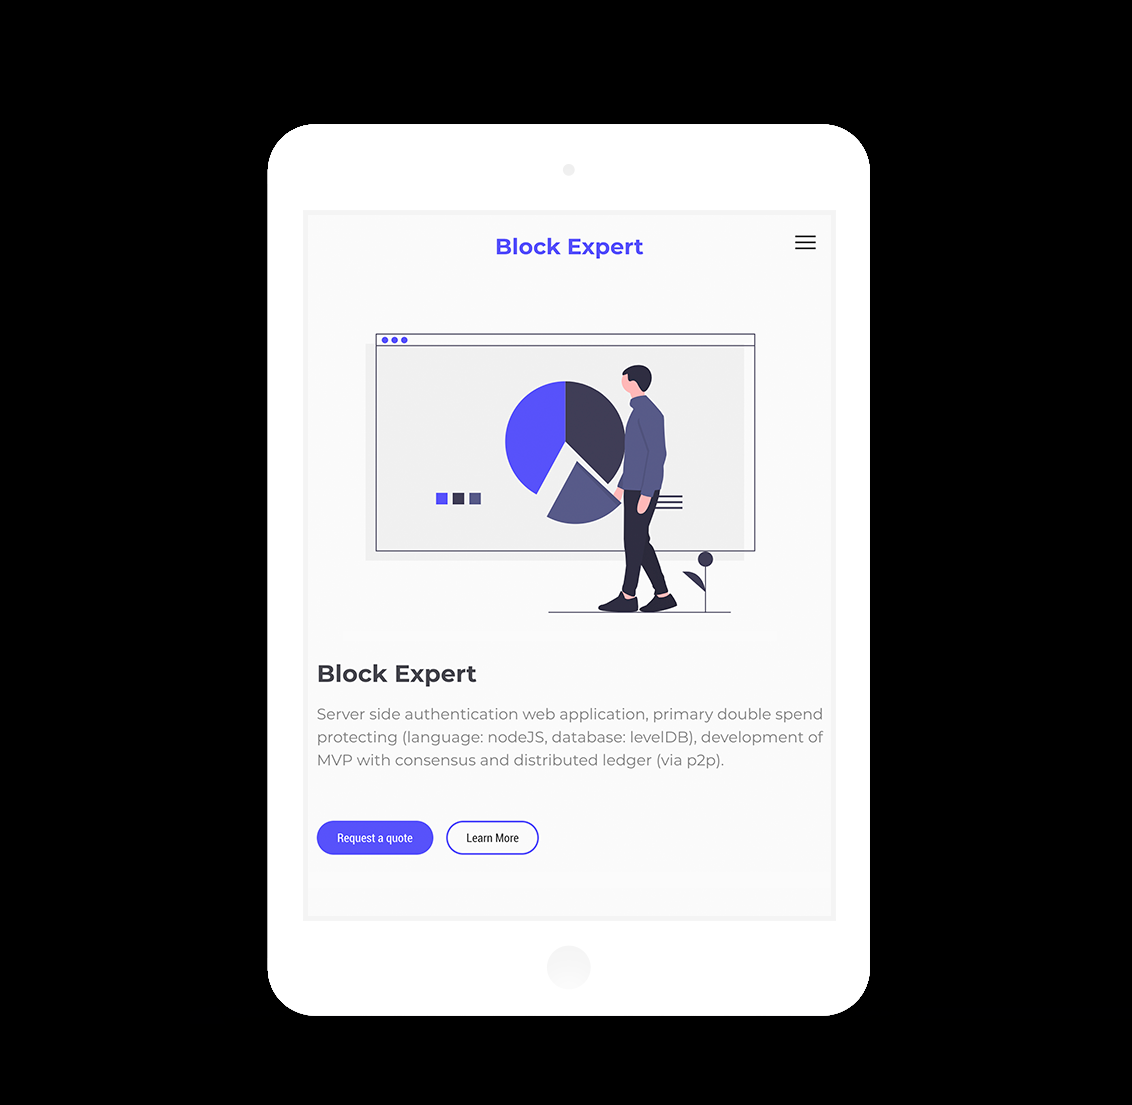 Block Expert
Block Expert
Server side authentication web application, primary double spend
protecting (language: nodeJS, database: levelDB), development of
MVP with consensus and distributed ledger (via p2p).
Request a quote
Learn More